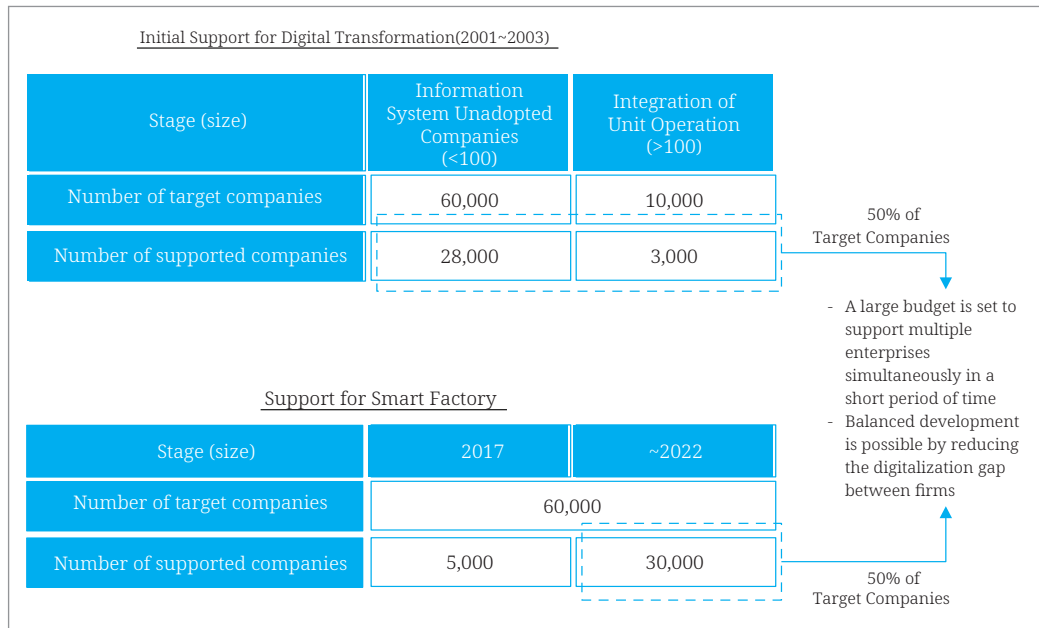 Initial Support for Digital Transformation(2001~2003)
Stage (size)
Information
System Unadopted
Companies
(<100)
Integration of
Unit Operation
(>100)
Number of target companies
60,000
10,000
Number of supported companies
28,000
3,000
50% of
Target Companies
- A large budget is set to
support multiple
enterprises
simultaneously in a
short period of time
- Balanced development
is possible by reducing
the digitalization gap
between firms
Support for Smart Factory
Stage (size)
2017
~2022
Number of target companies
60,000
Number of supported companies
5,000
30,000
50% of
Target Companies